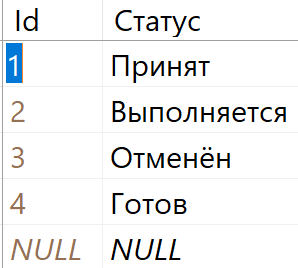 Id Статус
1 Принят
2 Выполняется
3 Отменён
4 Готов
NULL NULL